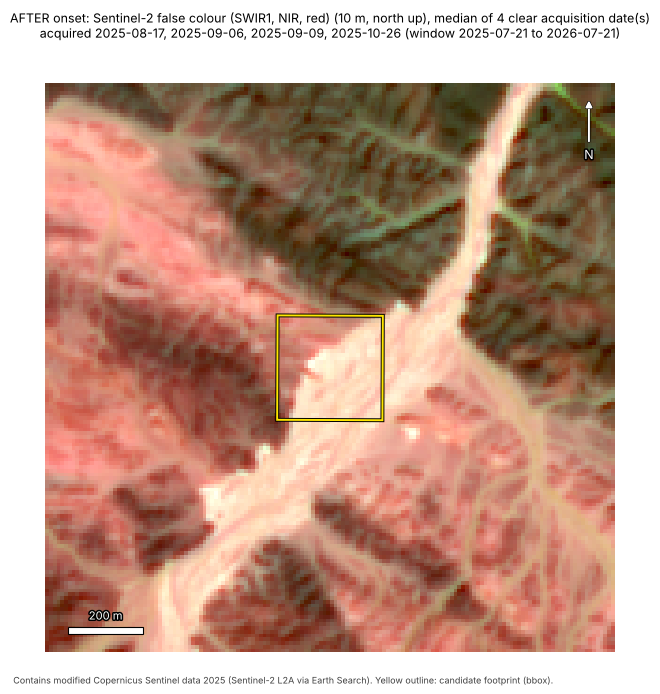 AFTER onset: Sentinel-2 false colour (SWIR1, NIR, red) (10 m, north up), median of 4 clear acquisition date(s)
acquired 2025-08-17, 2025-09-06, 2025-09-09, 2025-10-26 (window 2025-07-21 to 2026-07-21)
N
200 m
Contains modified Copernicus Sentinel data 2025 (Sentinel-2 L2A via Earth Search). Yellow outline: candidate footprint (bbox).